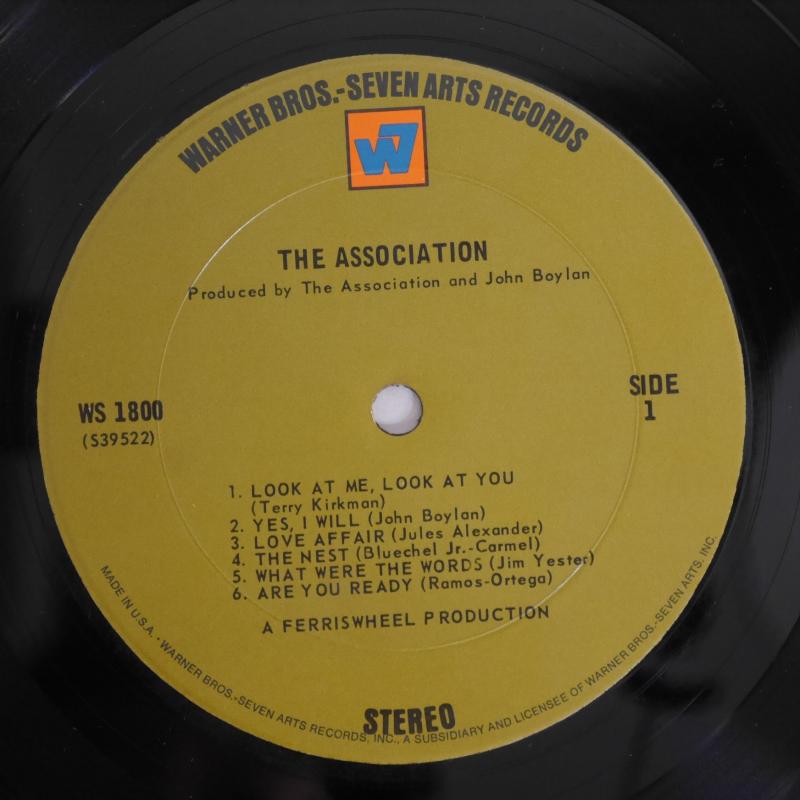 WARNER BROS.-SEVEN ARTS RECORDS
W7
THE ASSOCIATION
Produced by The Association and John Boylan
WS 1800
(S39522)
SIDE
1
1. LOOK AT ME, LOOK AT YOU
(Terry Kirkman)
2. YES, I WILL (John Boylan)
3. LOVE AFFAIR (Jules Alexander)
4. THE NEST (Bluechel Jr.-Carmel)
5. WHAT WERE THE WORDS (Jim Yester)
6. ARE YOU READY (Ramos-Ortega)
A FERRISWHEEL PRODUCTION
STEREO
MADE IN U.S.A. • WARNER BROS.-SEVEN ARTS RECORDS, INC., A SUBSIDIARY AND LICENSEE OF WARNER BROS.-SEVEN ARTS, INC.